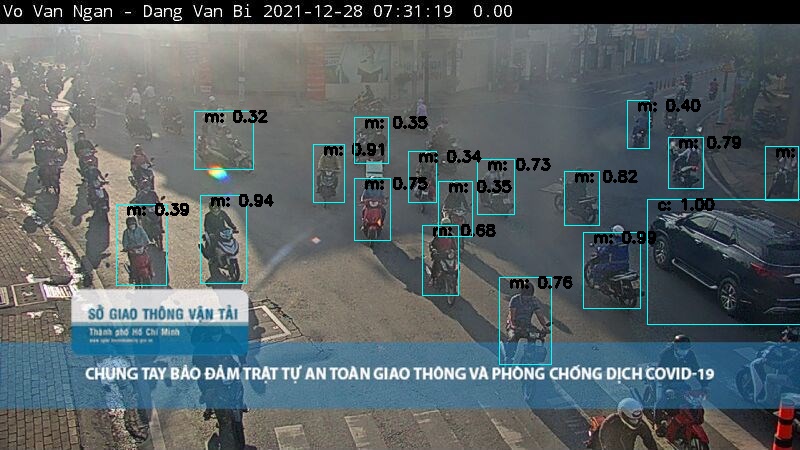 Vo Van Ngan - Dang Van Bi 2021-12-28 07:31:19 0.00
m: 0.40
m: 0.32
m: 0.35
m: 0.79
m: 0.91
m: 0.34
m:
m: 0.73
m: 0.82
m: 0.75
m: 0.35
m: 0.94
c: 1.00
m: 0.39
m: 0.68
m: 0.99
m: 0.76
SỞ GIAO THÔNG VẬN TẢI
Thành phố Hồ Chí Minh
CHUNG TAY BẢO ĐẢM TRẬT TỰ AN TOÀN GIAO THÔNG VÀ PHÒNG CHỐNG DỊCH COVID-19